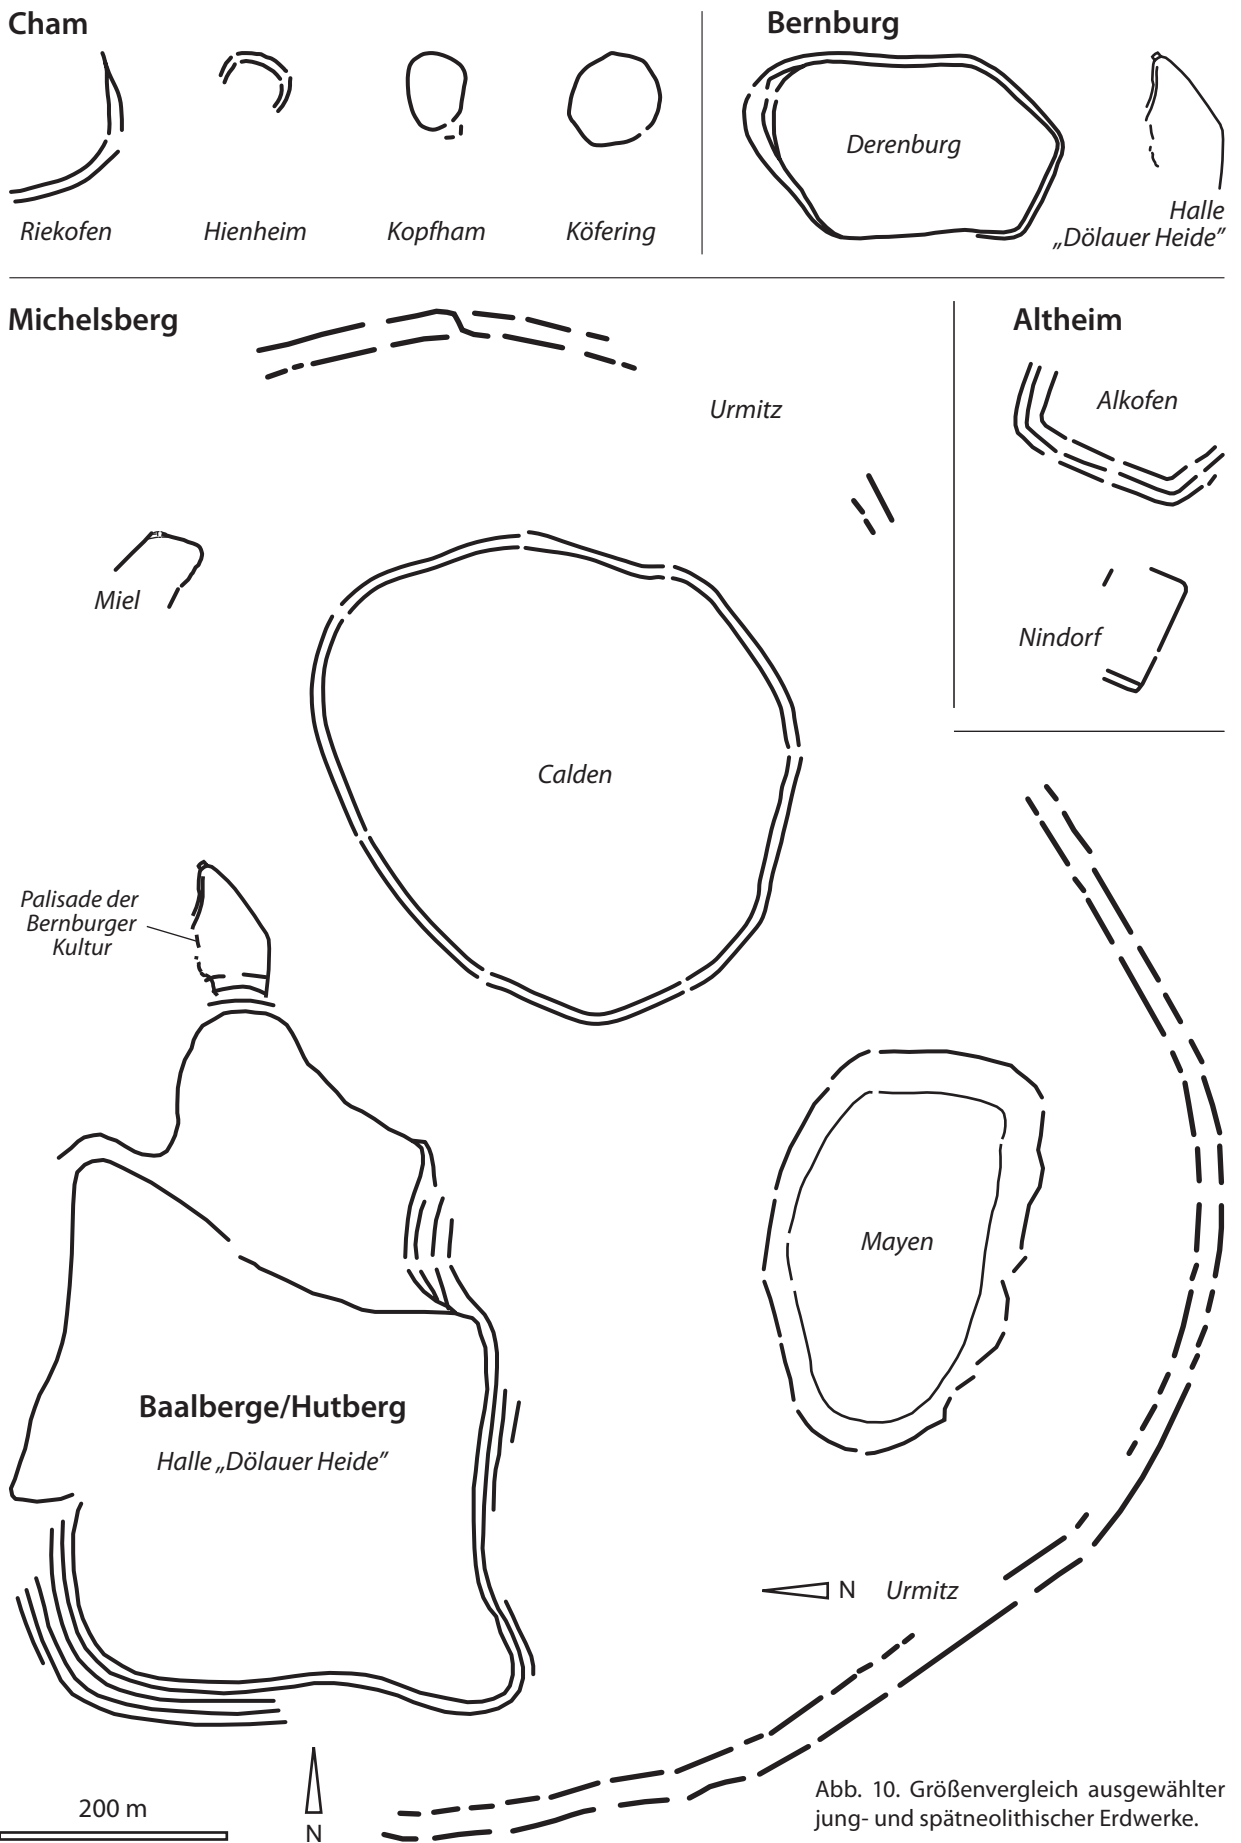 Cham
Riekofen
Hienheim
Kopfham
Köfering
Bernburg
Derenburg
Halle
„Dölauer Heide”
Michelsberg
Urmitz
Miel
Calden
Altheim
Alkofen
Nindorf
Palisade der
Bernburger
Kultur
Mayen
Baalberge/Hutberg
Halle „Dölauer Heide”
N Urmitz
200 m
N
Abb. 10. Größenvergleich ausgewählter
jung- und spätneolithischer Erdwerke.